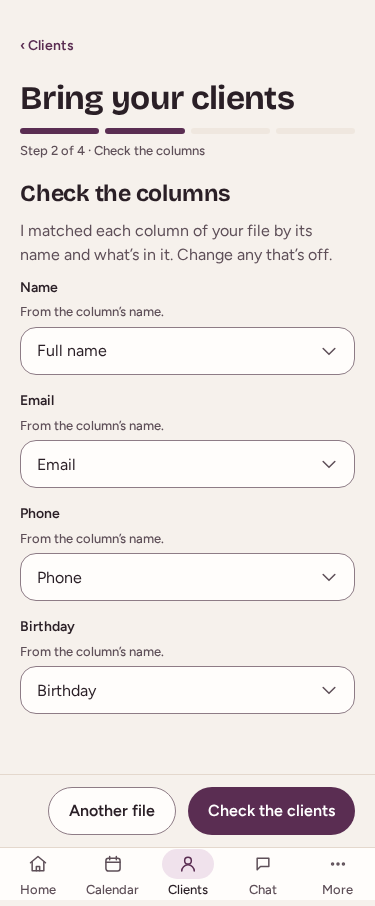 ‹ Clients
Bring your clients
Step 2 of 4 · Check the columns
Check the columns
I matched each column of your file by its
name and what’s in it. Change any that’s off.
Name
From the column’s name.
Full name
Email
From the column’s name.
Email
Phone
From the column’s name.
Phone
Birthday
From the column’s name.
Birthday
Another file
Check the clients
Home
Calendar
Clients
Chat
More